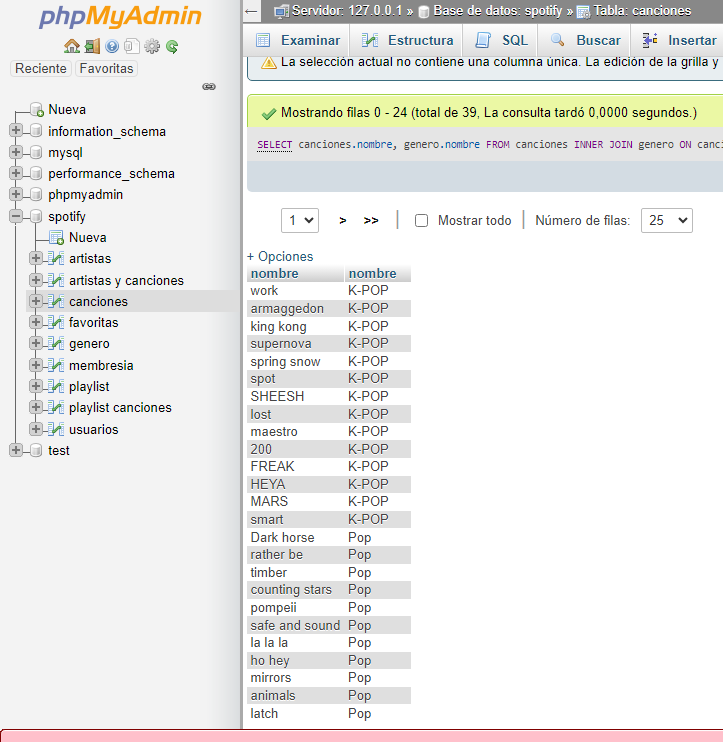 phpMyAdmin
Reciente Favoritas
Nueva
information_schema
mysql
performance_schema
phpmyadmin
spotify
Nueva
artistas
artistas y canciones
canciones
favoritas
genero
membresia
playlist
playlist canciones
usuarios
test
Servidor: 127.0.0.1 » Base de datos: spotify » Tabla: canciones
Examinar Estructura SQL Buscar Insertar
La selección actual no contiene una columna única. La edición de la grilla y
Mostrando filas 0 - 24 (total de 39, La consulta tardó 0,0000 segundos.)
SELECT canciones.nombre, genero.nombre FROM canciones INNER JOIN genero ON canci
1 > >> | Mostrar todo | Número de filas: 25
+ Opciones
nombre nombre
work K-POP
armaggedon K-POP
king kong K-POP
supernova K-POP
spring snow K-POP
spot K-POP
SHEESH K-POP
lost K-POP
maestro K-POP
200 K-POP
FREAK K-POP
HEYA K-POP
MARS K-POP
smart K-POP
Dark horse Pop
rather be Pop
timber Pop
counting stars Pop
pompeii Pop
safe and sound Pop
la la la Pop
ho hey Pop
mirrors Pop
animals Pop
latch Pop